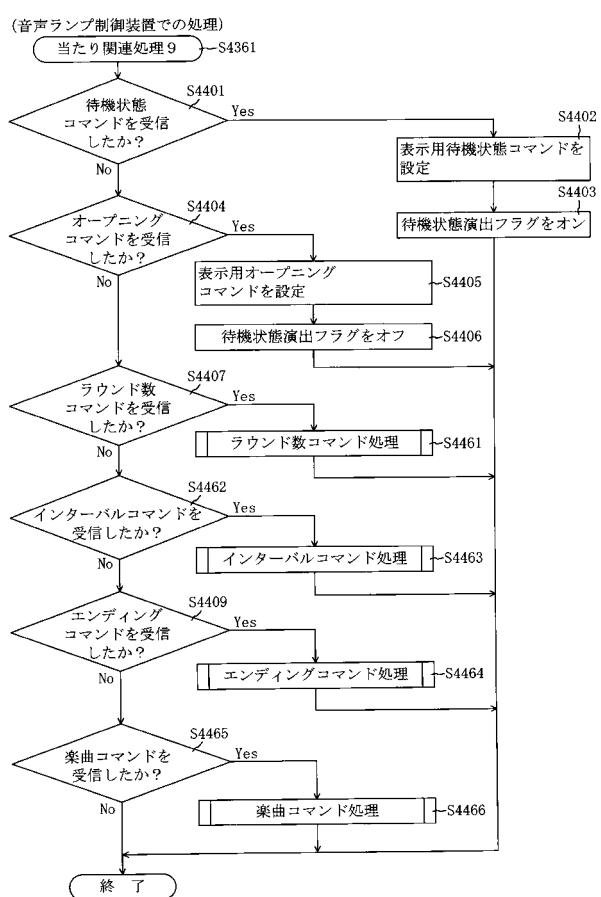 (音声ランプ制御装置での処理)
当たり関連処理９
S4361
待機状態
コマンドを受信
したか？
S4401
Yes
No
表示用待機状態コマンドを
設定
S4402
待機状態演出フラグをオン
S4403
オープニング
コマンドを受信
したか？
S4404
Yes
No
表示用オープニング
コマンドを設定
S4405
待機状態演出フラグをオフ
S4406
ラウンド数
コマンドを受信
したか？
S4407
Yes
No
ラウンド数コマンド処理
S4461
インターバルコマンドを
受信したか？
S4462
Yes
No
インターバルコマンド処理
S4463
エンディング
コマンドを受信
したか？
S4409
Yes
No
エンディングコマンド処理
S4464
楽曲コマンドを
受信したか？
S4465
Yes
No
楽曲コマンド処理
S4466
終 了